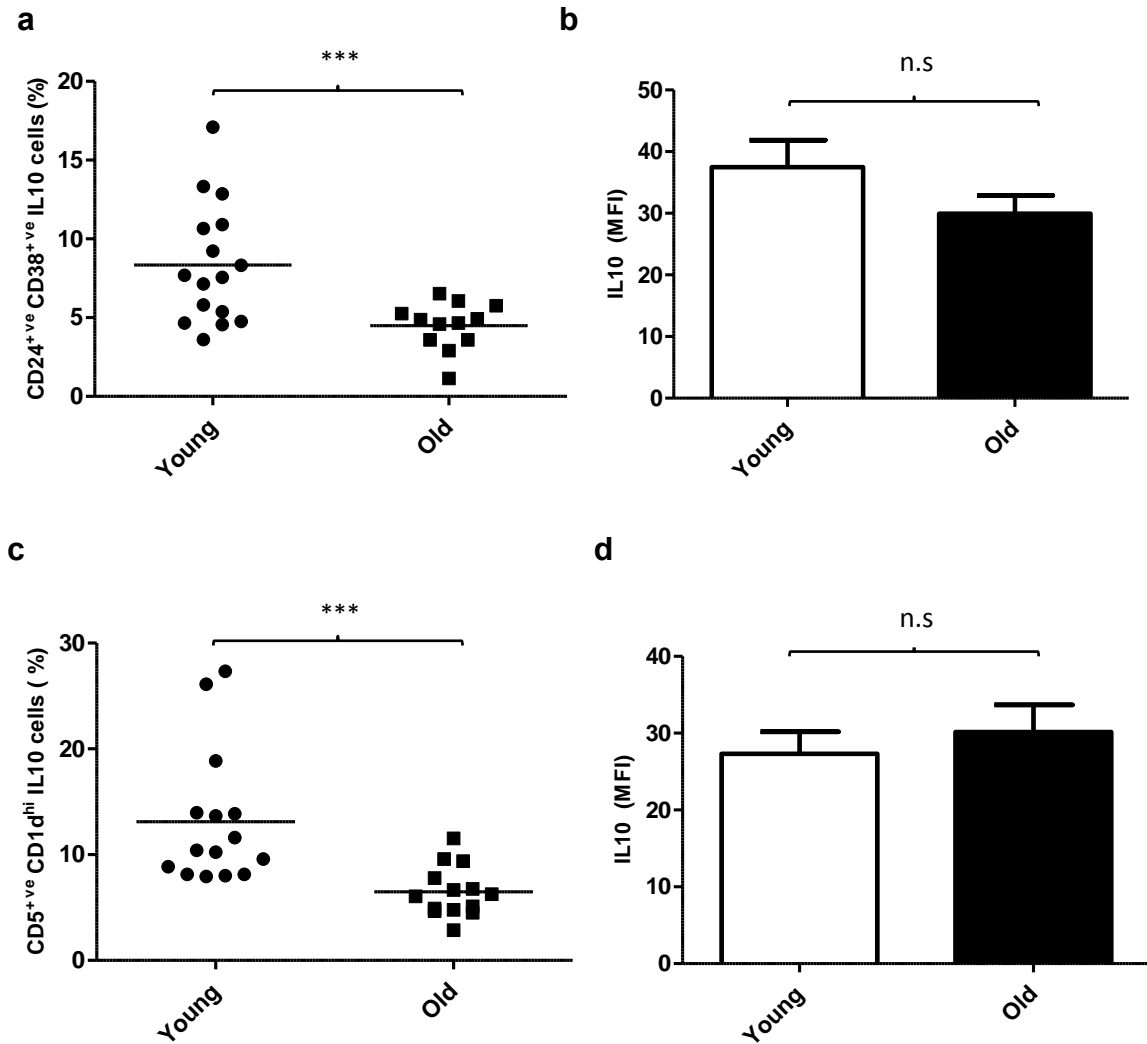 a
***
CD24+ve CD38+ve IL10 cells (%)
20
15
10
5
0
Young
Old
b
n.s
IL10 (MFI)
50
40
30
20
10
0
Young
Old
c
***
CD5+ve CD1dhi IL10 cells ( %)
30
20
10
0
Young
Old
d
n.s
IL10 (MFI)
40
30
20
10
0
Young
Old